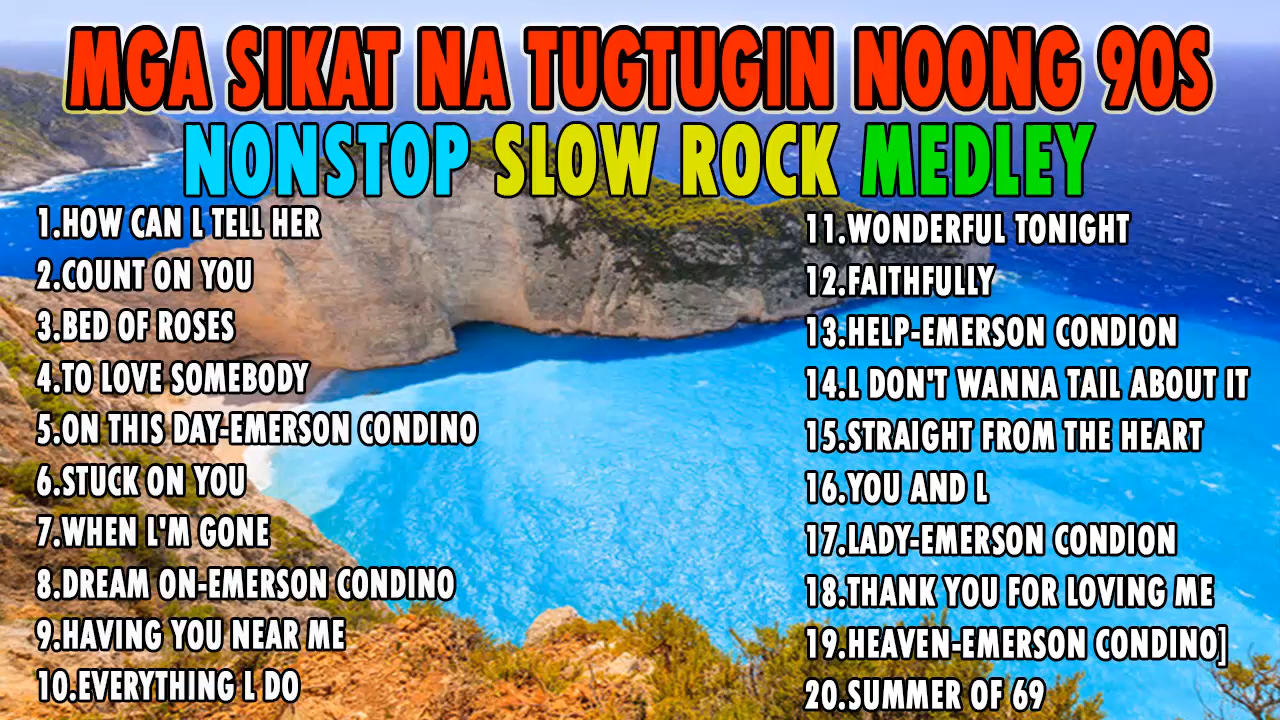 MGA SIKAT NA TUGTUGIN NOONG 90S
NONSTOP SLOW ROCK MEDLEY
1.HOW CAN L TELL HER
2.COUNT ON YOU
3.BED OF ROSES
4.TO LOVE SOMEBODY
5.ON THIS DAY-EMERSON CONDINO
6.STUCK ON YOU
7.WHEN L'M GONE
8.DREAM ON-EMERSON CONDINO
9.HAVING YOU NEAR ME
10.EVERYTHING L DO
11.WONDERFUL TONIGHT
12.FAITHFULLY
13.HELP-EMERSON CONDION
14.L DON'T WANNA TAIL ABOUT IT
15.STRAIGHT FROM THE HEART
16.YOU AND L
17.LADY-EMERSON CONDION
18.THANK YOU FOR LOVING ME
19.HEAVEN-EMERSON CONDINO]
20.SUMMER OF 69